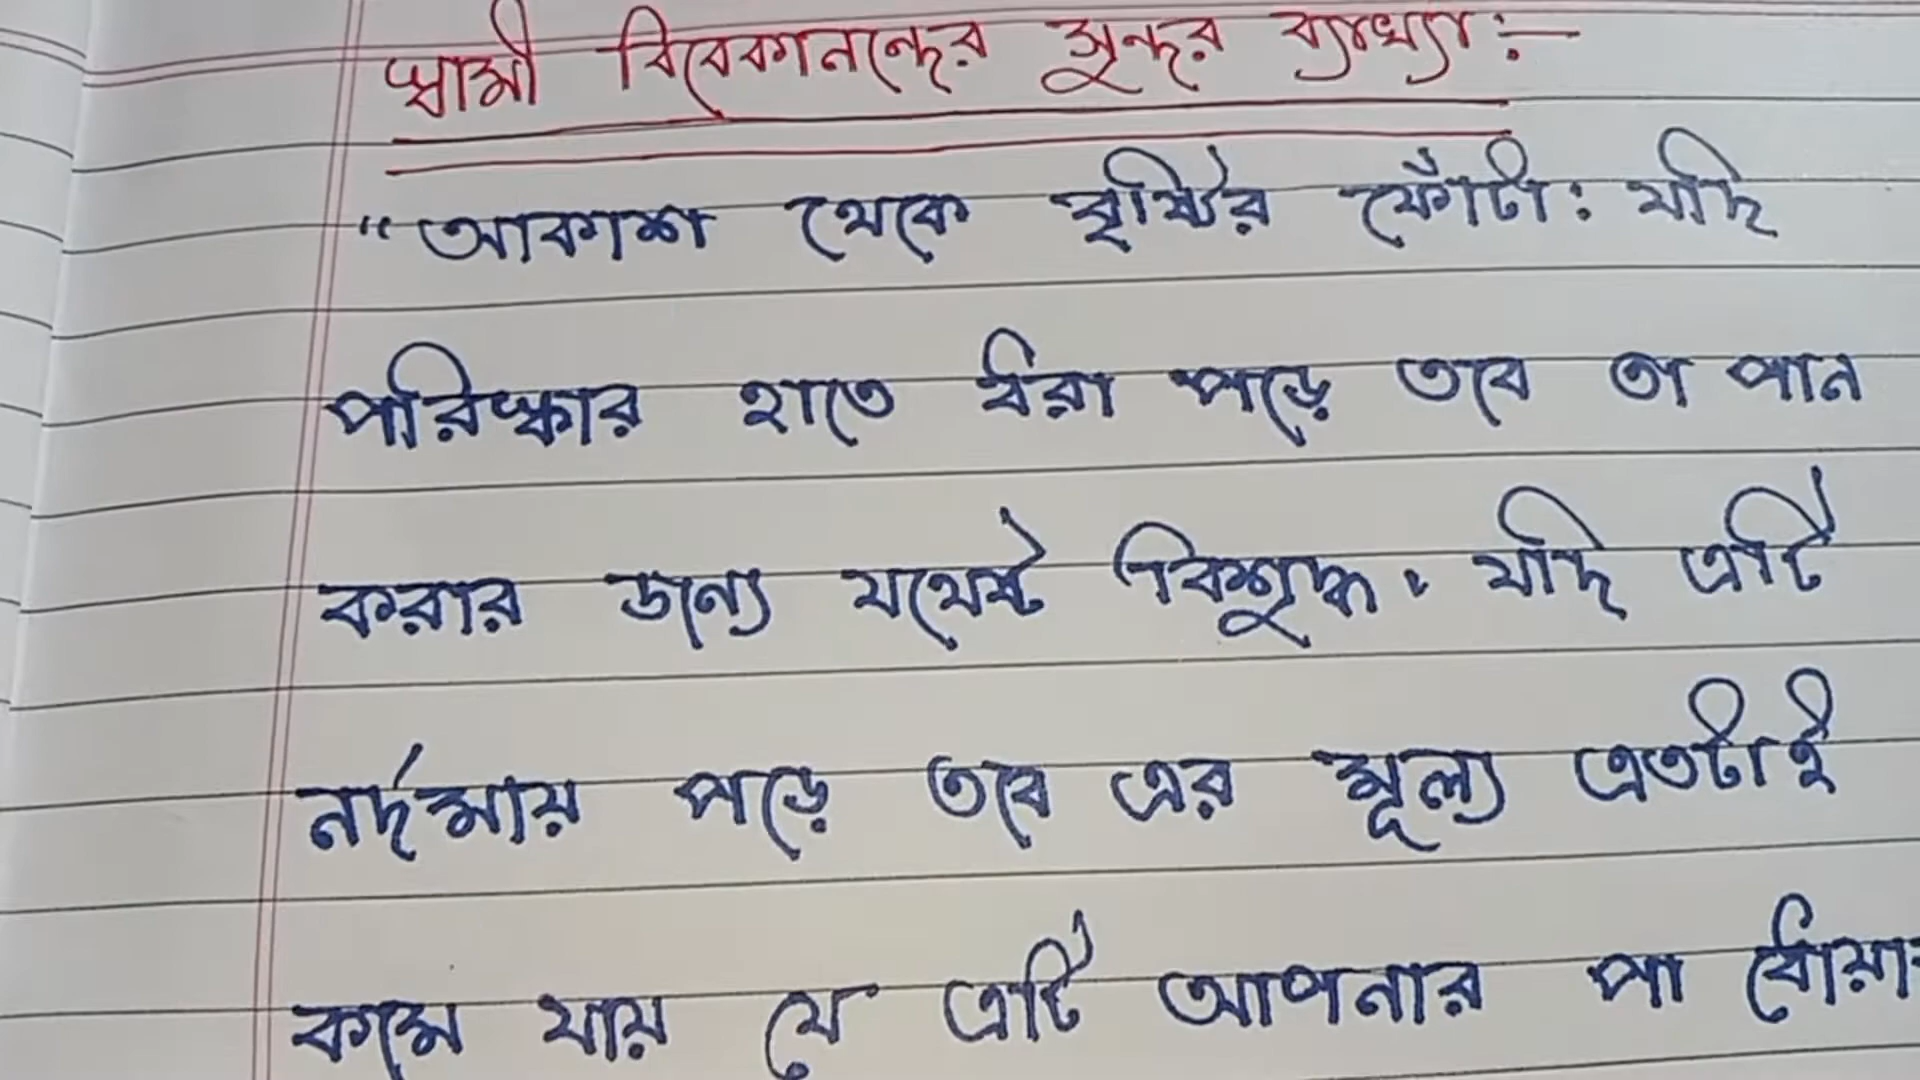 স্বামী বিবেকানন্দের সুন্দর ব্যাখ্যা :—
"আকাশ থেকে বৃষ্টির ফোঁটা : যদি
পরিস্কার হাতে ধরা পড়ে তবে তা পান
করার জন্যে যথেষ্ট বিশুদ্ধ। যদি এটি
নর্দমায় পড়ে তবে এর মূল্য এতটাই
কমে যায় যে এটি আপনার পা ধোয়া